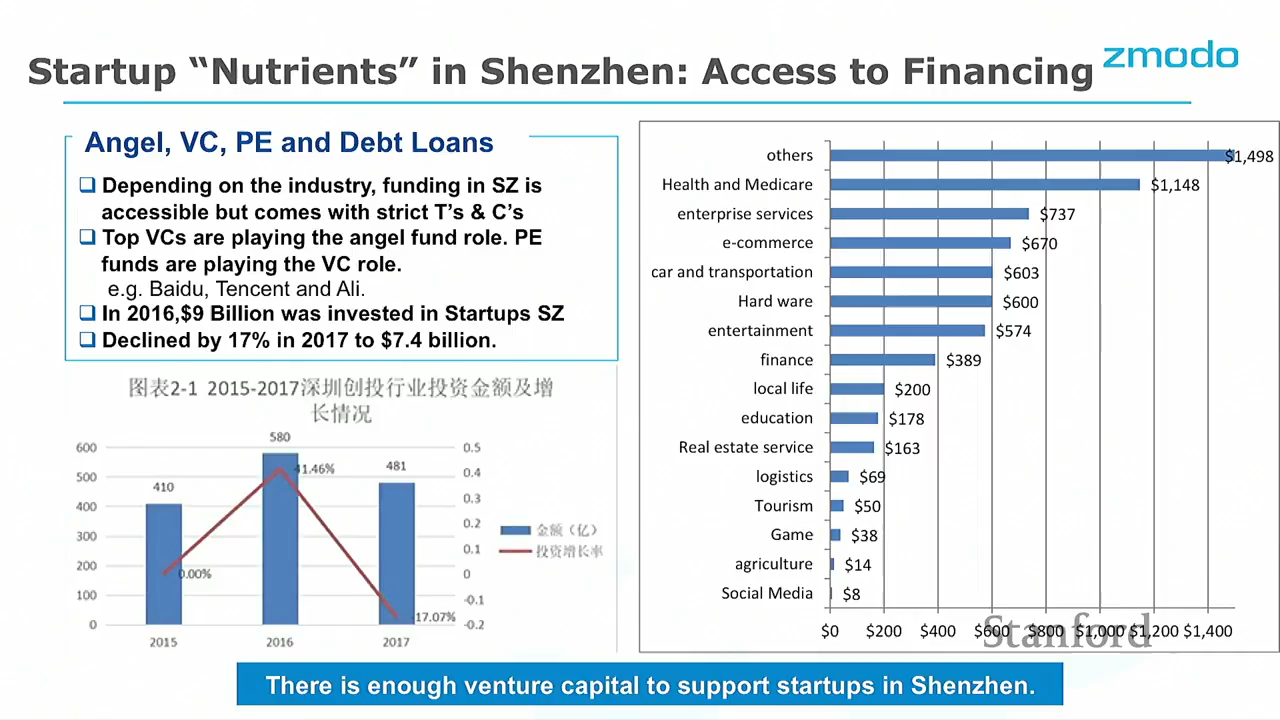 Startup “Nutrients” in Shenzhen: Access to Financing
zmodo
Angel, VC, PE and Debt Loans
❑ Depending on the industry, funding in SZ is
accessible but comes with strict T’s & C’s
❑ Top VCs are playing the angel fund role. PE
funds are playing the VC role.
e.g. Baidu, Tencent and Ali.
❑ In 2016,$9 Billion was invested in Startups SZ
❑ Declined by 17% in 2017 to $7.4 billion.
图表2-1 2015-2017深圳创投行业投资金额及增
长情况
600
500
400
300
200
100
0
410
580
481
0.00%
41.46%
-17.07%
0.5
0.4
0.3
0.2
0.1
0
-0.1
-0.2
2015 2016 2017
金额（亿）
投资增长率
others $1,498
Health and Medicare $1,148
enterprise services $737
e-commerce $670
car and transportation $603
Hard ware $600
entertainment $574
finance $389
local life $200
education $178
Real estate service $163
logistics $69
Tourism $50
Game $38
agriculture $14
Social Media $8
$0 $200 $400 $600 $800 $1,000 $1,200 $1,400
Stanford
There is enough venture capital to support startups in Shenzhen.